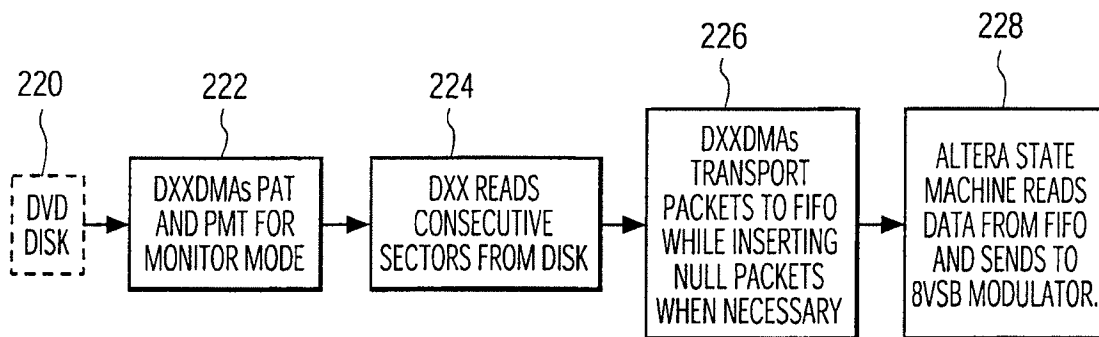 220
222
224
226
228
DVD
DISK
DXXDMAs PAT
AND PMT FOR
MONITOR MODE
DXX READS
CONSECUTIVE
SECTORS FROM DISK
DXXDMAs
TRANSPORT
PACKETS TO FIFO
WHILE INSERTING
NULL PACKETS
WHEN NECESSARY
ALTERA STATE
MACHINE READS
DATA FROM FIFO
AND SENDS TO
8VSB MODULATOR.